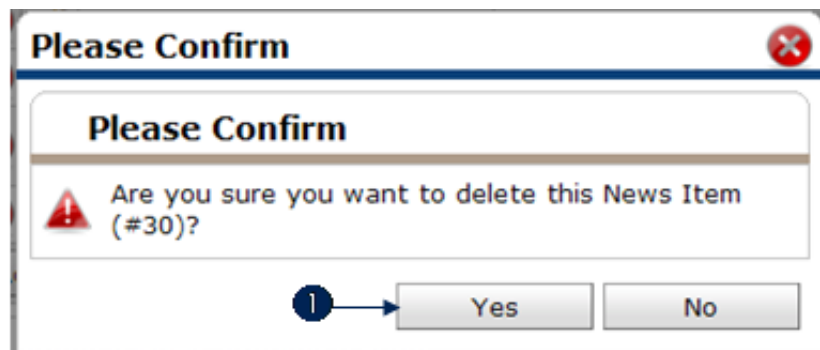 Please Confirm
Please Confirm
Are you sure you want to delete this News Item
(#30)?
1 Yes No